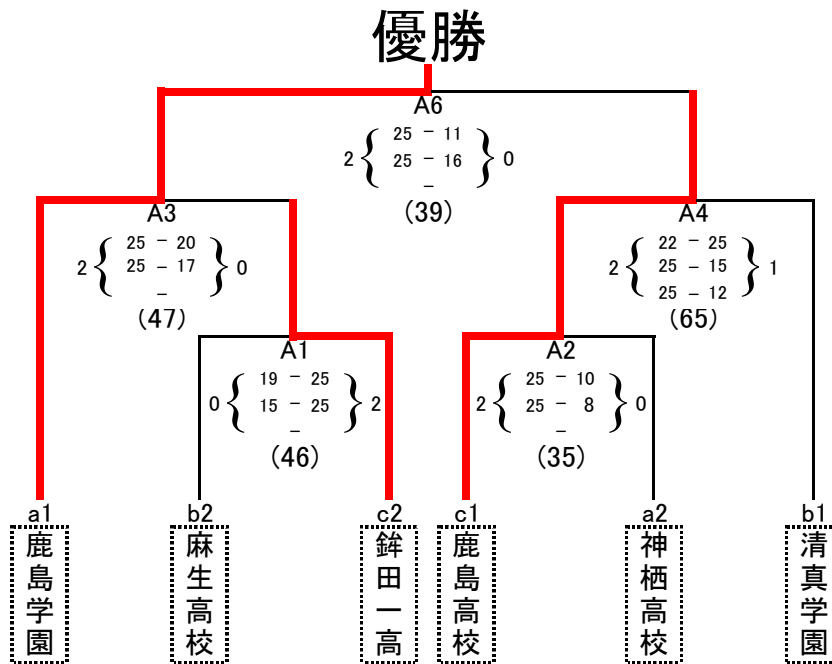 優勝
A6
25 － 11
2 { 25 － 16 } 0
－
(39)
A3
25 － 20
2 { 25 － 17 } 0
－
(47)
A4
22 － 25
2 { 25 － 15 } 1
25 － 12
(65)
A1
19 － 25
0 { 15 － 25 } 2
－
(46)
A2
25 － 10
2 { 25 － 8 } 0
－
(35)
a1
鹿島学園
b2
麻生高校
c2
鉾田一高
c1
鹿島高校
a2
神栖高校
b1
清真学園